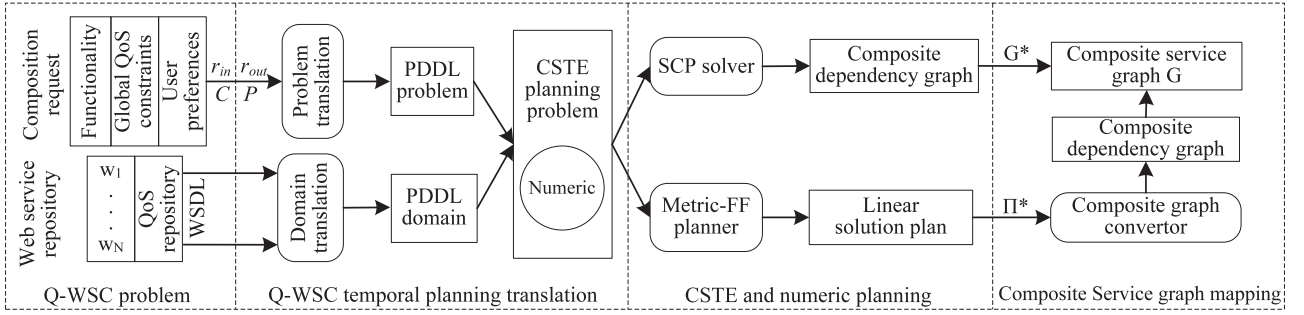 Composition
request
Functionality
Global QoS
constraints
User
preferences
r_in r_out
C P
Problem
translation
PDDL
problem
CSTE
planning
problem
Numeric
SCP solver
Composite
dependency graph
G*
Composite service
graph G
Composite
dependency graph
Web service
repository
w1
.
.
.
wN
QoS
repository
WSDL
Domain
translation
PDDL
domain
Metric-FF
planner
Linear
solution plan
Π*
Composite graph
convertor
Q-WSC problem
Q-WSC temporal planning translation
CSTE and numeric planning
Composite Service graph mapping